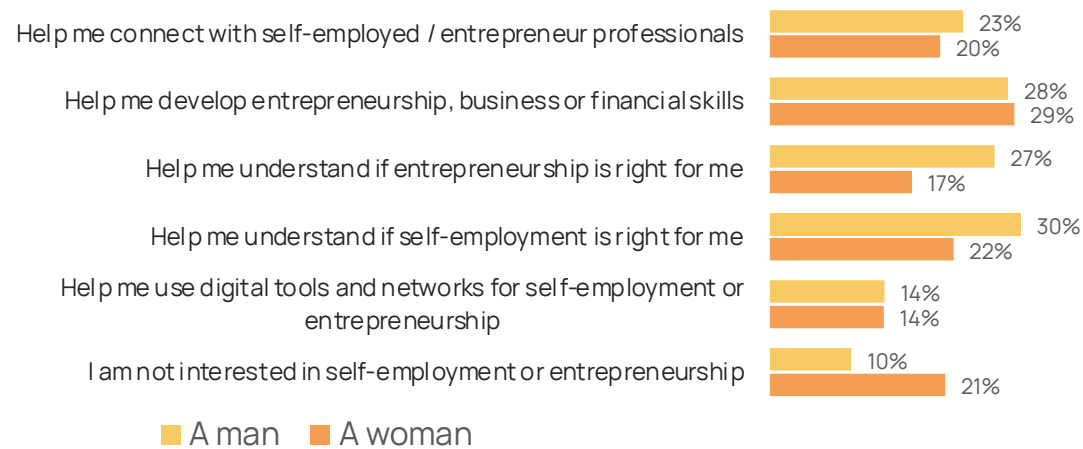 Help me connect with self-employed / entrepreneur professionals
23%
20%
Help me develop entrepreneurship, business or financial skills
28%
29%
Help me understand if entrepreneurship is right for me
27%
17%
Help me understand if self-employment is right for me
30%
22%
Help me use digital tools and networks for self-employment or
entrepreneurship
14%
14%
I am not interested in self-employment or entrepreneurship
10%
21%
A man A woman